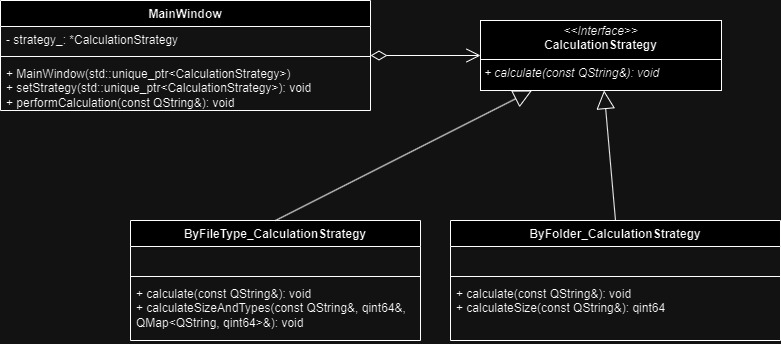 MainWindow
- strategy_: *CalculationStrategy
+ MainWindow(std::unique_ptr<CalculationStrategy>)
+ setStrategy(std::unique_ptr<CalculationStrategy>): void
+ performCalculation(const QString&): void
<<Interface>>
CalculationStrategy
+ calculate(const QString&): void
ByFileType_CalculationStrategy
+ calculate(const QString&): void
+ calculateSizeAndTypes(const QString&, qint64&,
QMap<QString, qint64>&): void
ByFolder_CalculationStrategy
+ calculate(const QString&): void
+ calculateSize(const QString&): qint64